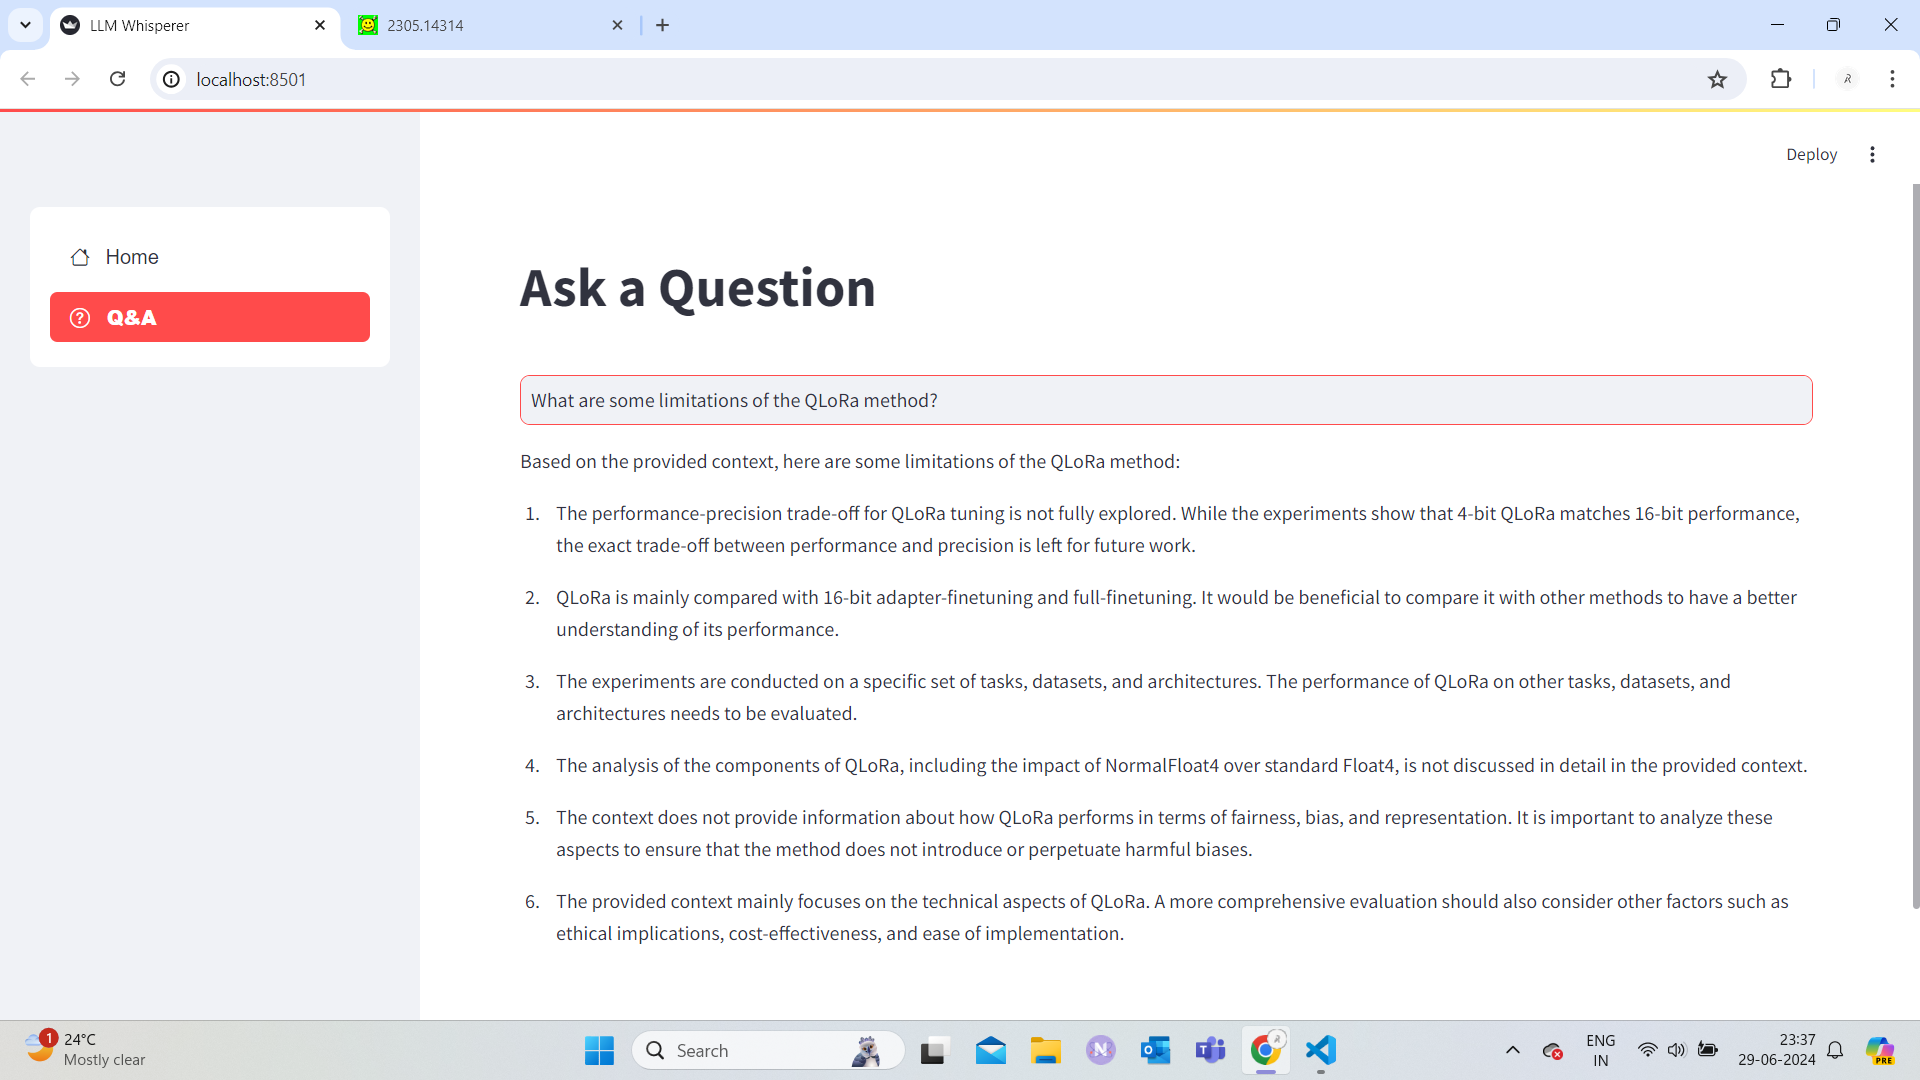 LLM Whisperer
2305.14314
localhost:8501
Deploy
Home
Q&A
Ask a Question
What are some limitations of the QLoRa method?
Based on the provided context, here are some limitations of the QLoRa method:
1. The performance-precision trade-off for QLoRa tuning is not fully explored. While the experiments show that 4-bit QLoRa matches 16-bit performance,
the exact trade-off between performance and precision is left for future work.
2. QLoRa is mainly compared with 16-bit adapter-finetuning and full-finetuning. It would be beneficial to compare it with other methods to have a better
understanding of its performance.
3. The experiments are conducted on a specific set of tasks, datasets, and architectures. The performance of QLoRa on other tasks, datasets, and
architectures needs to be evaluated.
4. The analysis of the components of QLoRa, including the impact of NormalFloat4 over standard Float4, is not discussed in detail in the provided context.
5. The context does not provide information about how QLoRa performs in terms of fairness, bias, and representation. It is important to analyze these
aspects to ensure that the method does not introduce or perpetuate harmful biases.
6. The provided context mainly focuses on the technical aspects of QLoRa. A more comprehensive evaluation should also consider other factors such as
ethical implications, cost-effectiveness, and ease of implementation.
1
24°C
Mostly clear
Search
N
ENG
IN
23:37
29-06-2024
PRE